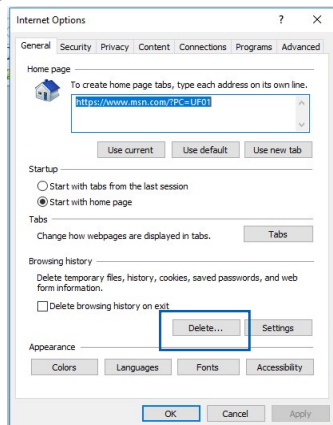 Internet Options ? ×
General Security Privacy Content Connections Programs Advanced
Home page
To create home page tabs, type each address on its own line.
https://www.msn.com/?PC=UF01
Use current Use default Use new tab
Startup
Start with tabs from the last session
Start with home page
Tabs
Change how webpages are displayed in tabs. Tabs
Browsing history
Delete temporary files, history, cookies, saved passwords, and web
form information.
Delete browsing history on exit
Delete... Settings
Appearance
Colors Languages Fonts Accessibility
OK Cancel Apply